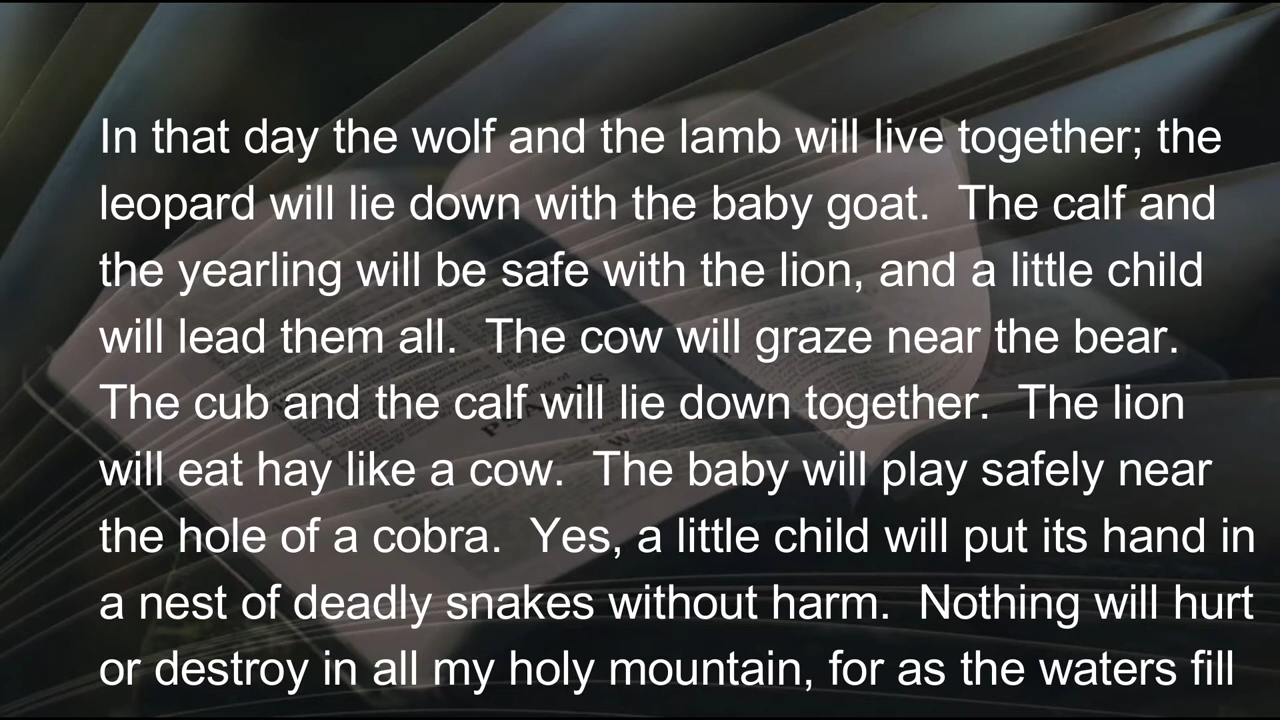 In that day the wolf and the lamb will live together; the
leopard will lie down with the baby goat.  The calf and
the yearling will be safe with the lion, and a little child
will lead them all.  The cow will graze near the bear.
The cub and the calf will lie down together.  The lion
will eat hay like a cow.  The baby will play safely near
the hole of a cobra.  Yes, a little child will put its hand in
a nest of deadly snakes without harm.  Nothing will hurt
or destroy in all my holy mountain, for as the waters fill
PSALMS